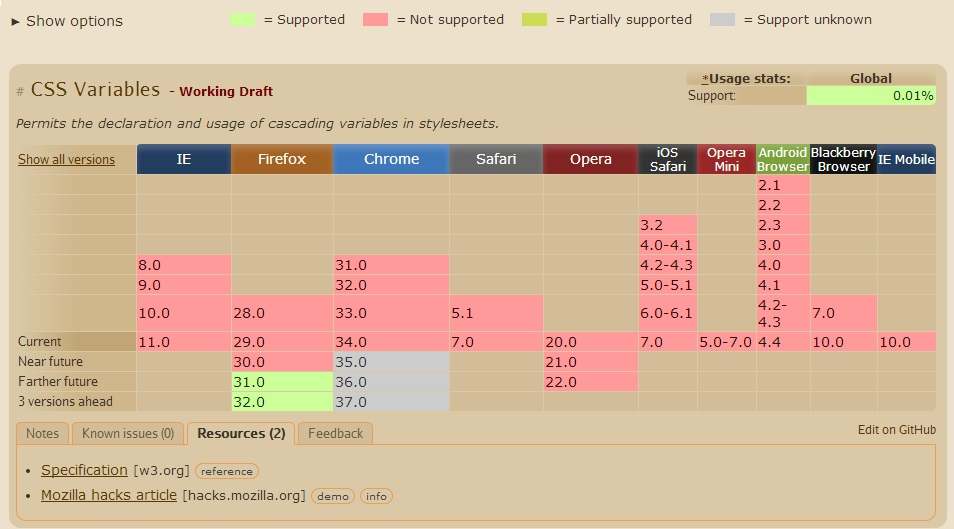 ► Show options = Supported = Not supported = Partially supported = Support unknown
# CSS Variables - Working Draft
*Usage stats: Global
Support: 0.01%
Permits the declaration and usage of cascading variables in stylesheets.
Show all versions IE Firefox Chrome Safari Opera iOS Safari Opera Mini Android Browser Blackberry Browser IE Mobile
2.1
2.2
3.2 2.3
4.0-4.1 3.0
8.0 31.0 4.2-4.3 4.0
9.0 32.0 5.0-5.1 4.1
10.0 28.0 33.0 5.1 6.0-6.1 4.2-4.3 7.0
Current 11.0 29.0 34.0 7.0 20.0 7.0 5.0-7.0 4.4 10.0 10.0
Near future 30.0 35.0 21.0
Farther future 31.0 36.0 22.0
3 versions ahead 32.0 37.0
Notes Known issues (0) Resources (2) Feedback Edit on GitHub
• Specification [w3.org] reference
• Mozilla hacks article [hacks.mozilla.org] demo info